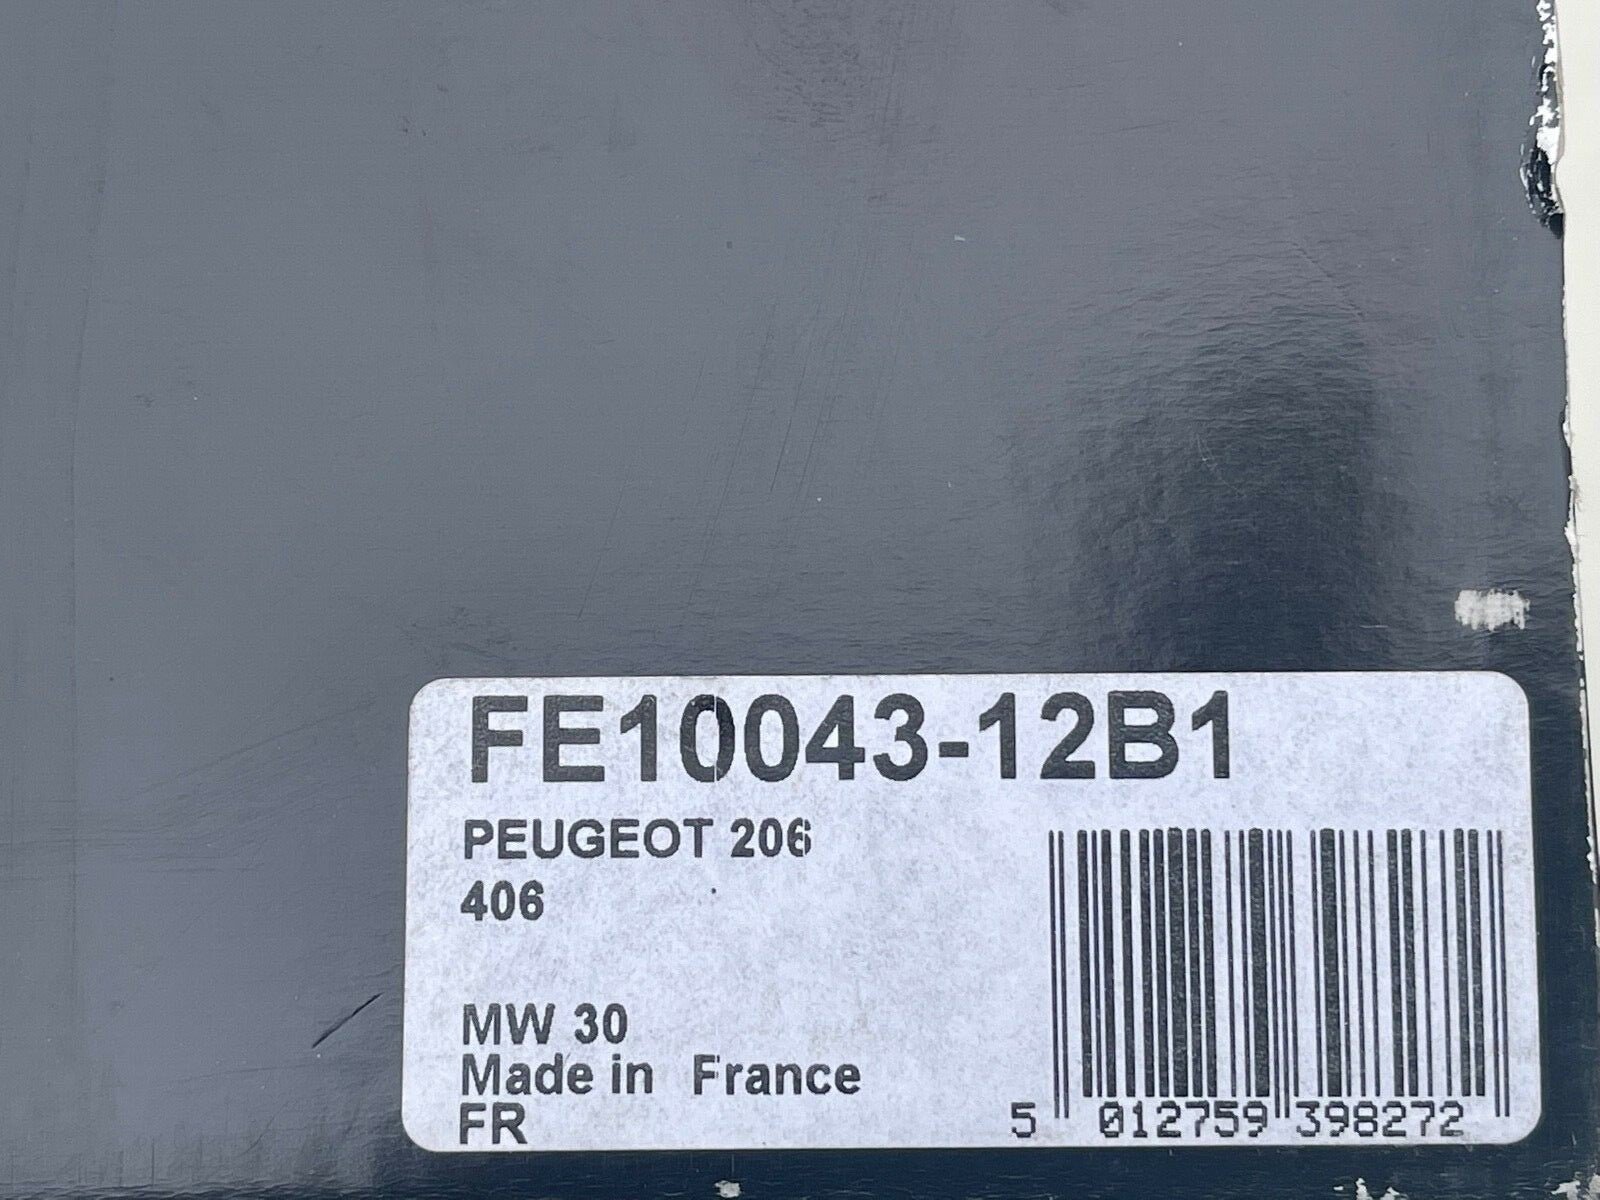 FE10043-12B1
PEUGEOT 206
406
MW 30
Made in France
FR
5 012759 398272